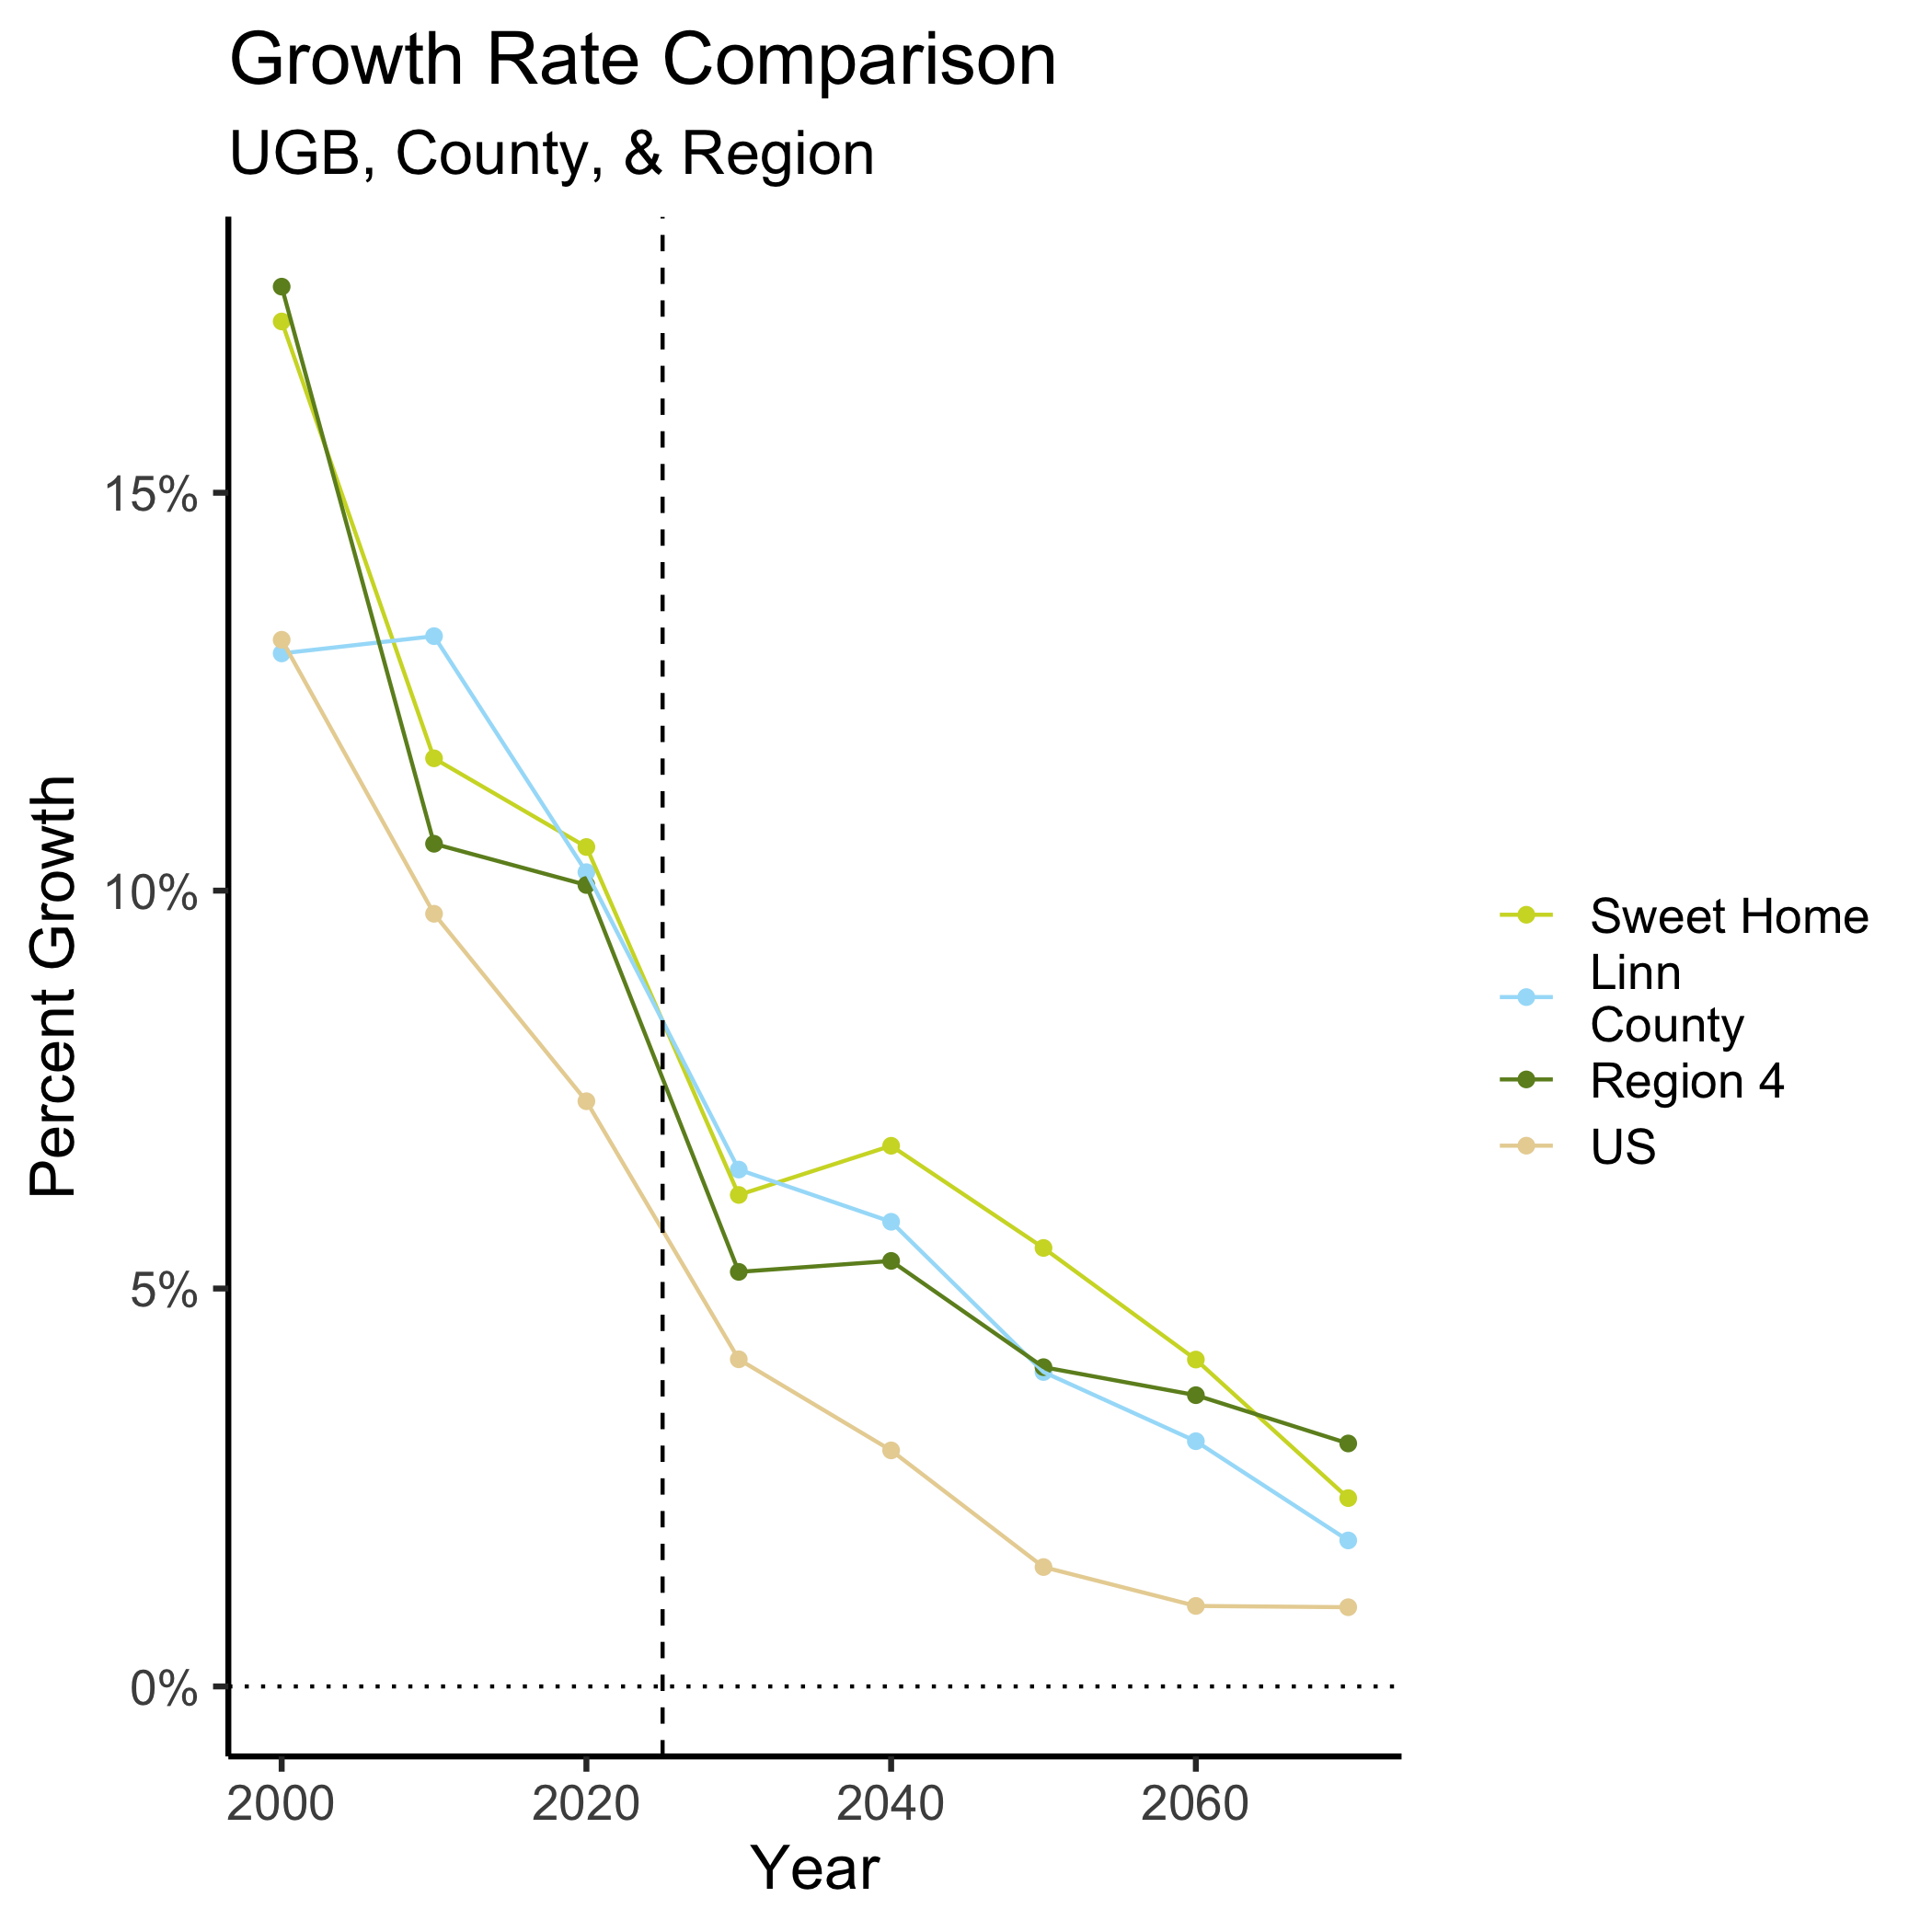 Growth Rate Comparison
UGB, County, & Region
Percent Growth
15%
10%
5%
0%
2000
2020
2040
2060
Year
Sweet Home
Linn
County
Region 4
US